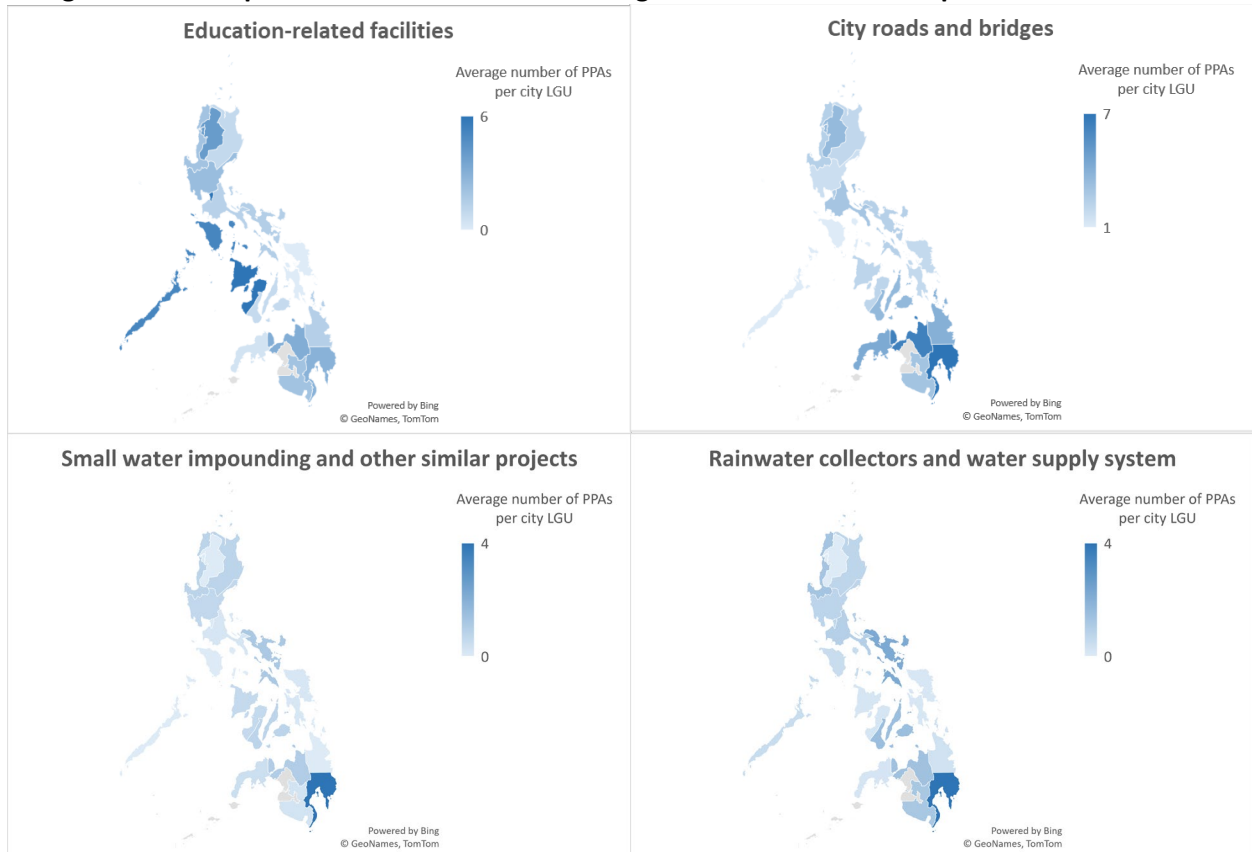 Education-related facilities
Average number of PPAs
per city LGU
6
0
Powered by Bing
© GeoNames, TomTom
City roads and bridges
Average number of PPAs
per city LGU
7
1
Powered by Bing
© GeoNames, TomTom
Small water impounding and other similar projects
Average number of PPAs
per city LGU
4
0
Powered by Bing
© GeoNames, TomTom
Rainwater collectors and water supply system
Average number of PPAs
per city LGU
4
0
Powered by Bing
© GeoNames, TomTom